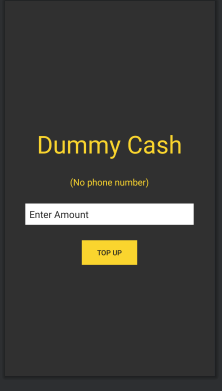 Dummy Cash
(No phone number)
Enter Amount
TOP UP